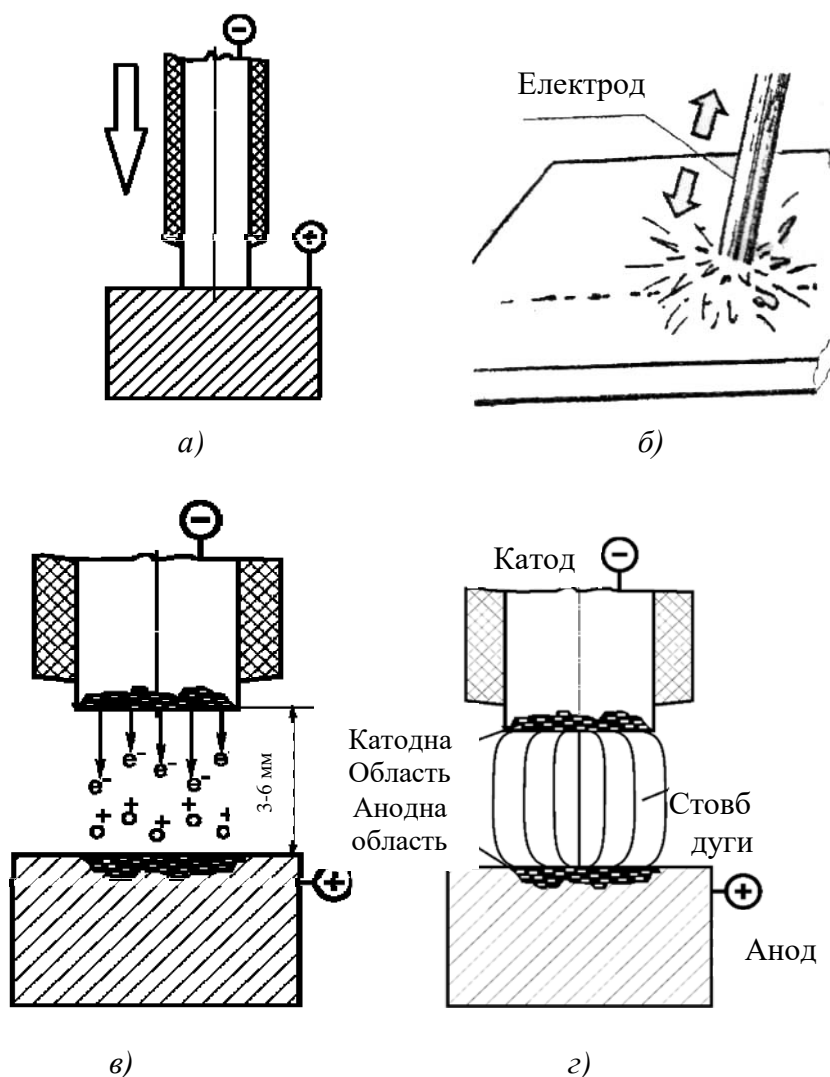 −
+
Електрод
а)
б)
−
e⁻ e⁻ e⁻ e⁻ e⁻
o⁺ o⁺ o⁺ o⁺ o⁺
3-6 мм
+
в)
Катод
−
Катодна
Область
Анодна
область
Стовб
дуги
+
Анод
г)